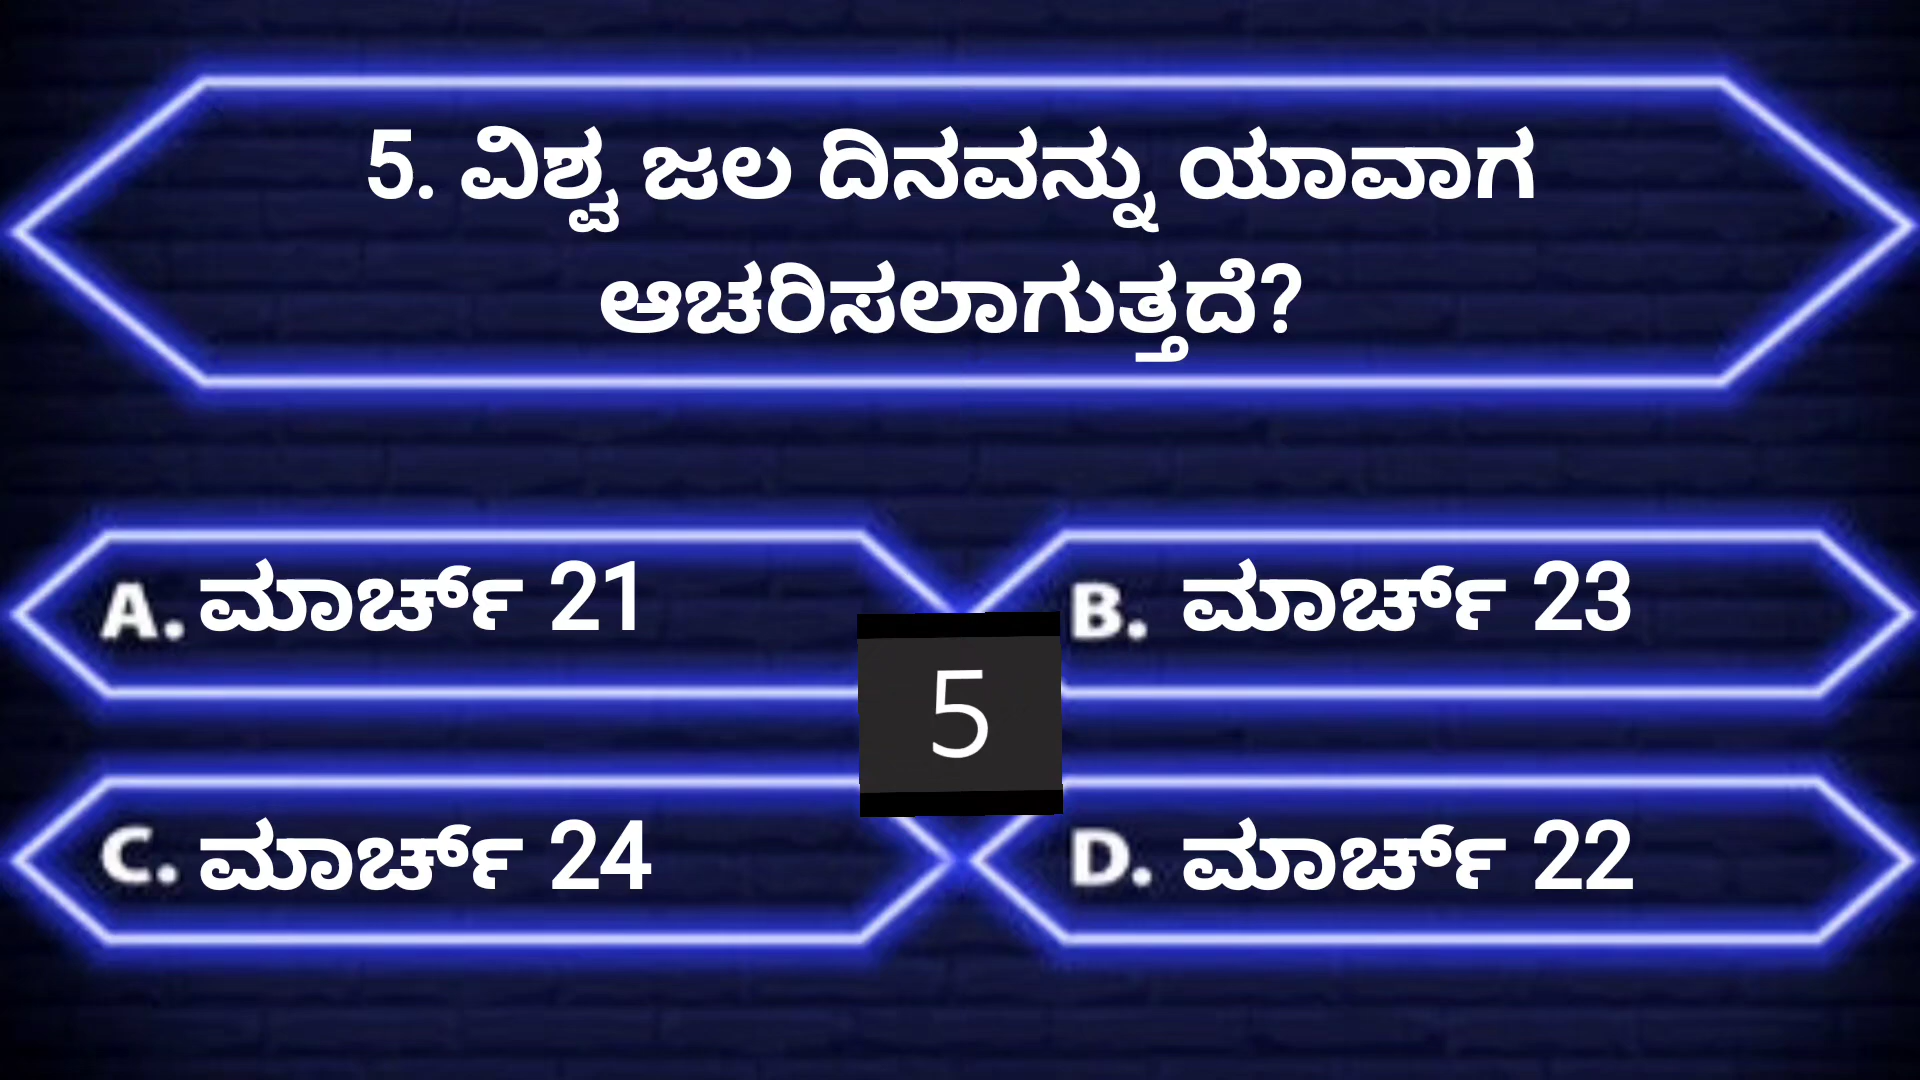 5. ವಿಶ್ವ ಜಲ ದಿನವನ್ನು ಯಾವಾಗ
ಆಚರಿಸಲಾಗುತ್ತದೆ?
A. ಮಾರ್ಚ್ 21
B. ಮಾರ್ಚ್ 23
5
C. ಮಾರ್ಚ್ 24
D. ಮಾರ್ಚ್ 22